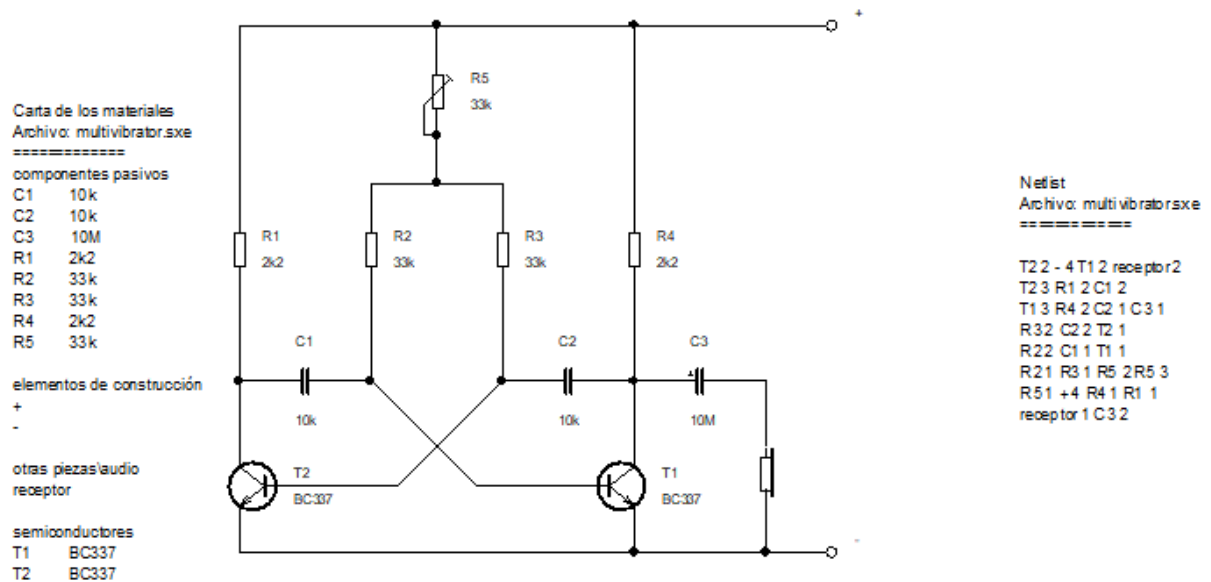 Carta de los materiales
Archivo: multivibrator.sxe
=============
componentes pasivos
C1 10k
C2 10k
C3 10M
R1 2k2
R2 33k
R3 33k
R4 2k2
R5 33k
elementos de construcción
+
-
otras piezas\audio
receptor
semiconductores
T1 BC337
T2 BC337
+
R5
33k
R1
2k2
R2
33k
R3
33k
R4
2k2
C1
10k
C2
10k
C3
10M
T2
BC337
T1
BC337
-
Netlist
Archivo: multivibrator.sxe
=============
T2 2 - 4 T1 2 receptor 2
T2 3 R1 2 C1 2
T1 3 R4 2 C2 1 C3 1
R3 2 C2 2 T2 1
R2 2 C1 1 T1 1
R2 1 R3 1 R5 2 R5 3
R5 1 +4 R4 1 R1 1
receptor 1 C3 2